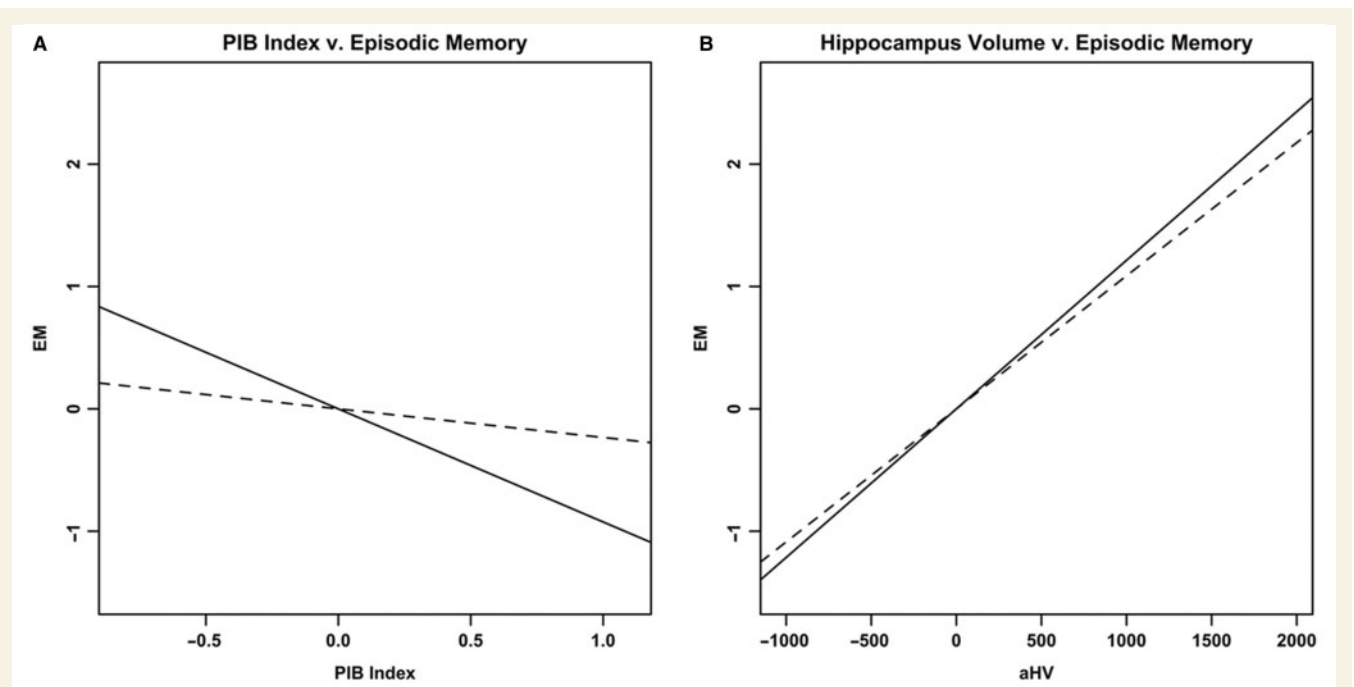 A
PIB Index v. Episodic Memory
EM
2
1
0
−1
−0.5
0.0
0.5
1.0
PIB Index
B
Hippocampus Volume v. Episodic Memory
EM
2
1
0
−1
−1000
−500
0
500
1000
1500
2000
aHV